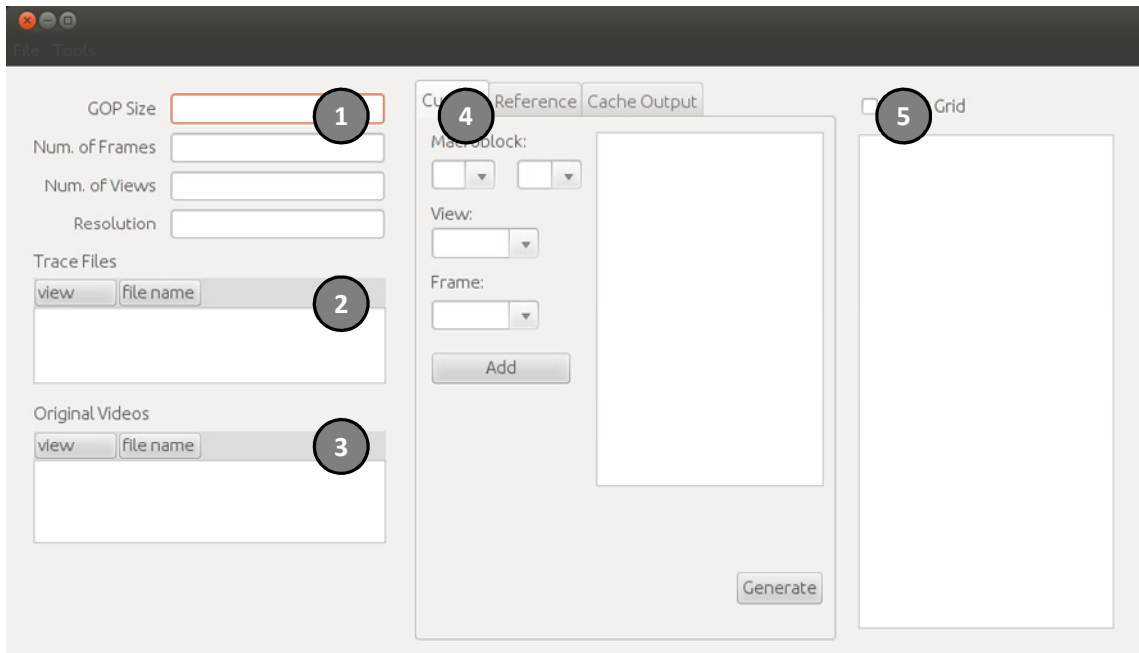 File Tools
GOP Size
1
Num. of Frames
Num. of Views
Resolution
Trace Files
view file name
2
Original Videos
view file name
3
4
Reference Cache Output
Macroblock:
View:
Frame:
Add
Generate
5
Grid